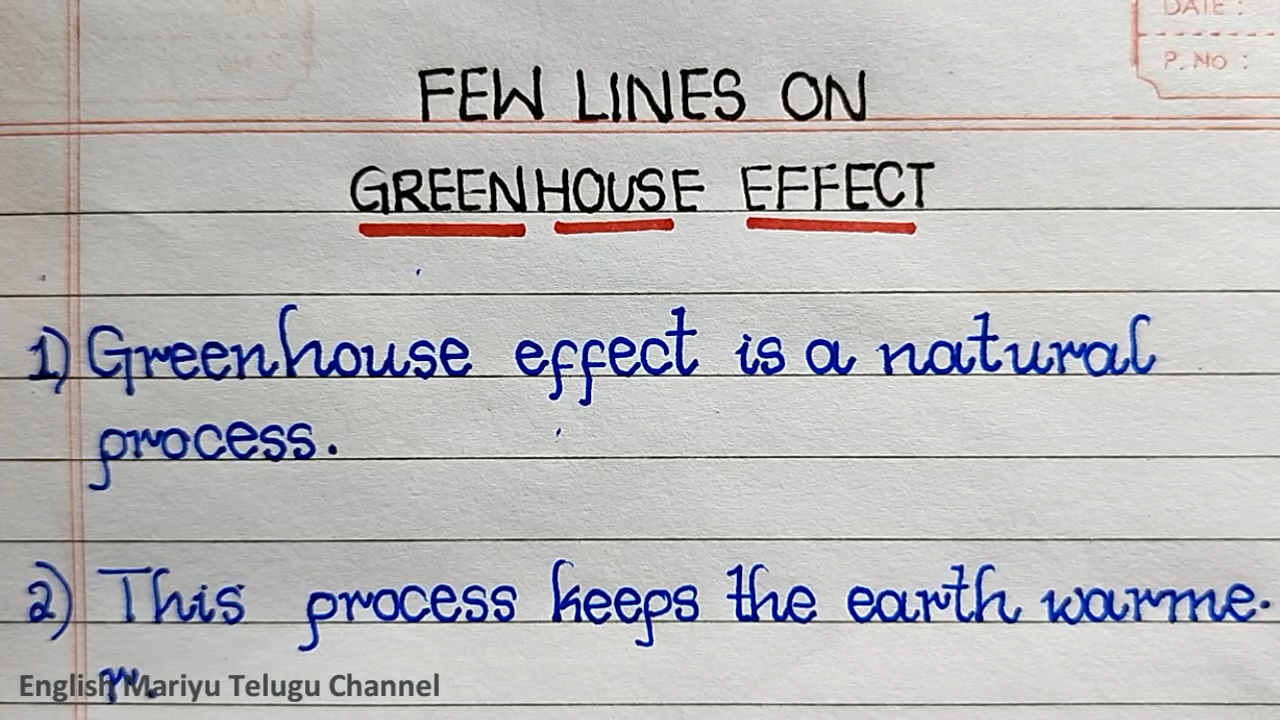 DATE :
P. NO :
FEW LINES ON
GREENHOUSE EFFECT
1) Greenhouse effect is a natural
process.
2) This process keeps the earth warme.
r.
English Mariyu Telugu Channel